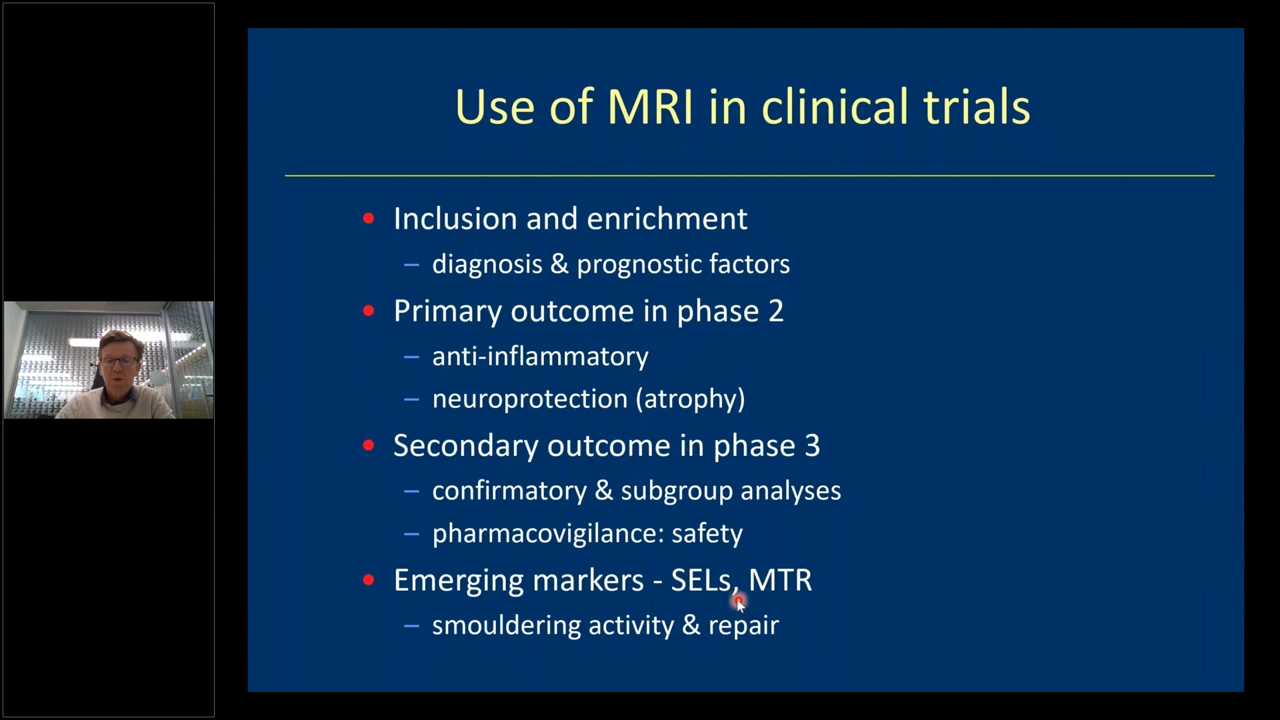 Use of MRI in clinical trials
• Inclusion and enrichment
– diagnosis & prognostic factors
• Primary outcome in phase 2
– anti-inflammatory
– neuroprotection (atrophy)
• Secondary outcome in phase 3
– confirmatory & subgroup analyses
– pharmacovigilance: safety
• Emerging markers - SELs, MTR
– smouldering activity & repair